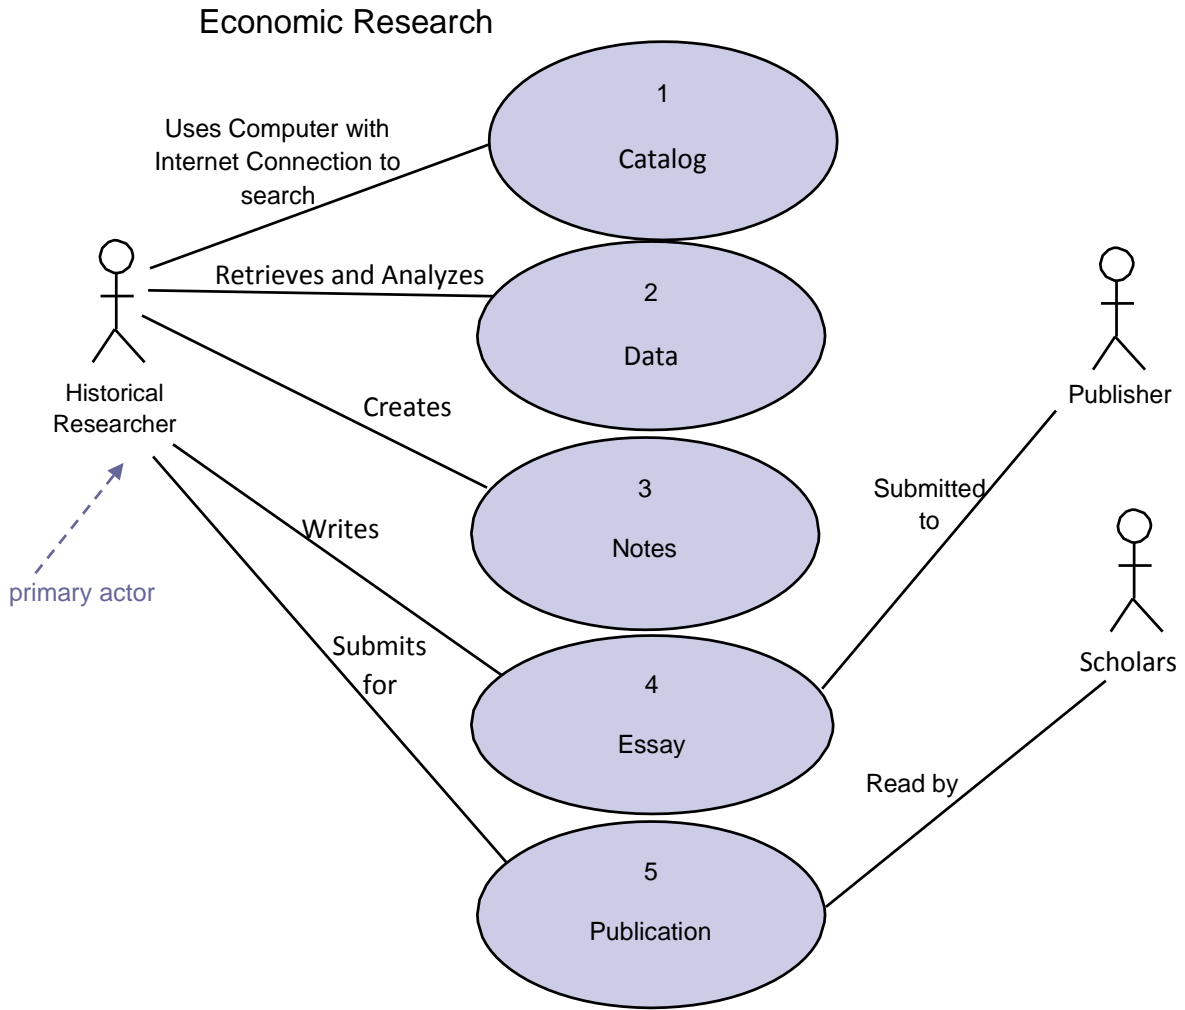 Economic Research
1
Catalog
Uses Computer with
Internet Connection to
search
Retrieves and Analyzes
2
Data
Historical
Researcher
Creates
Publisher
3
Notes
Submitted
to
Writes
primary actor
Submits
for
Scholars
4
Essay
Read by
5
Publication